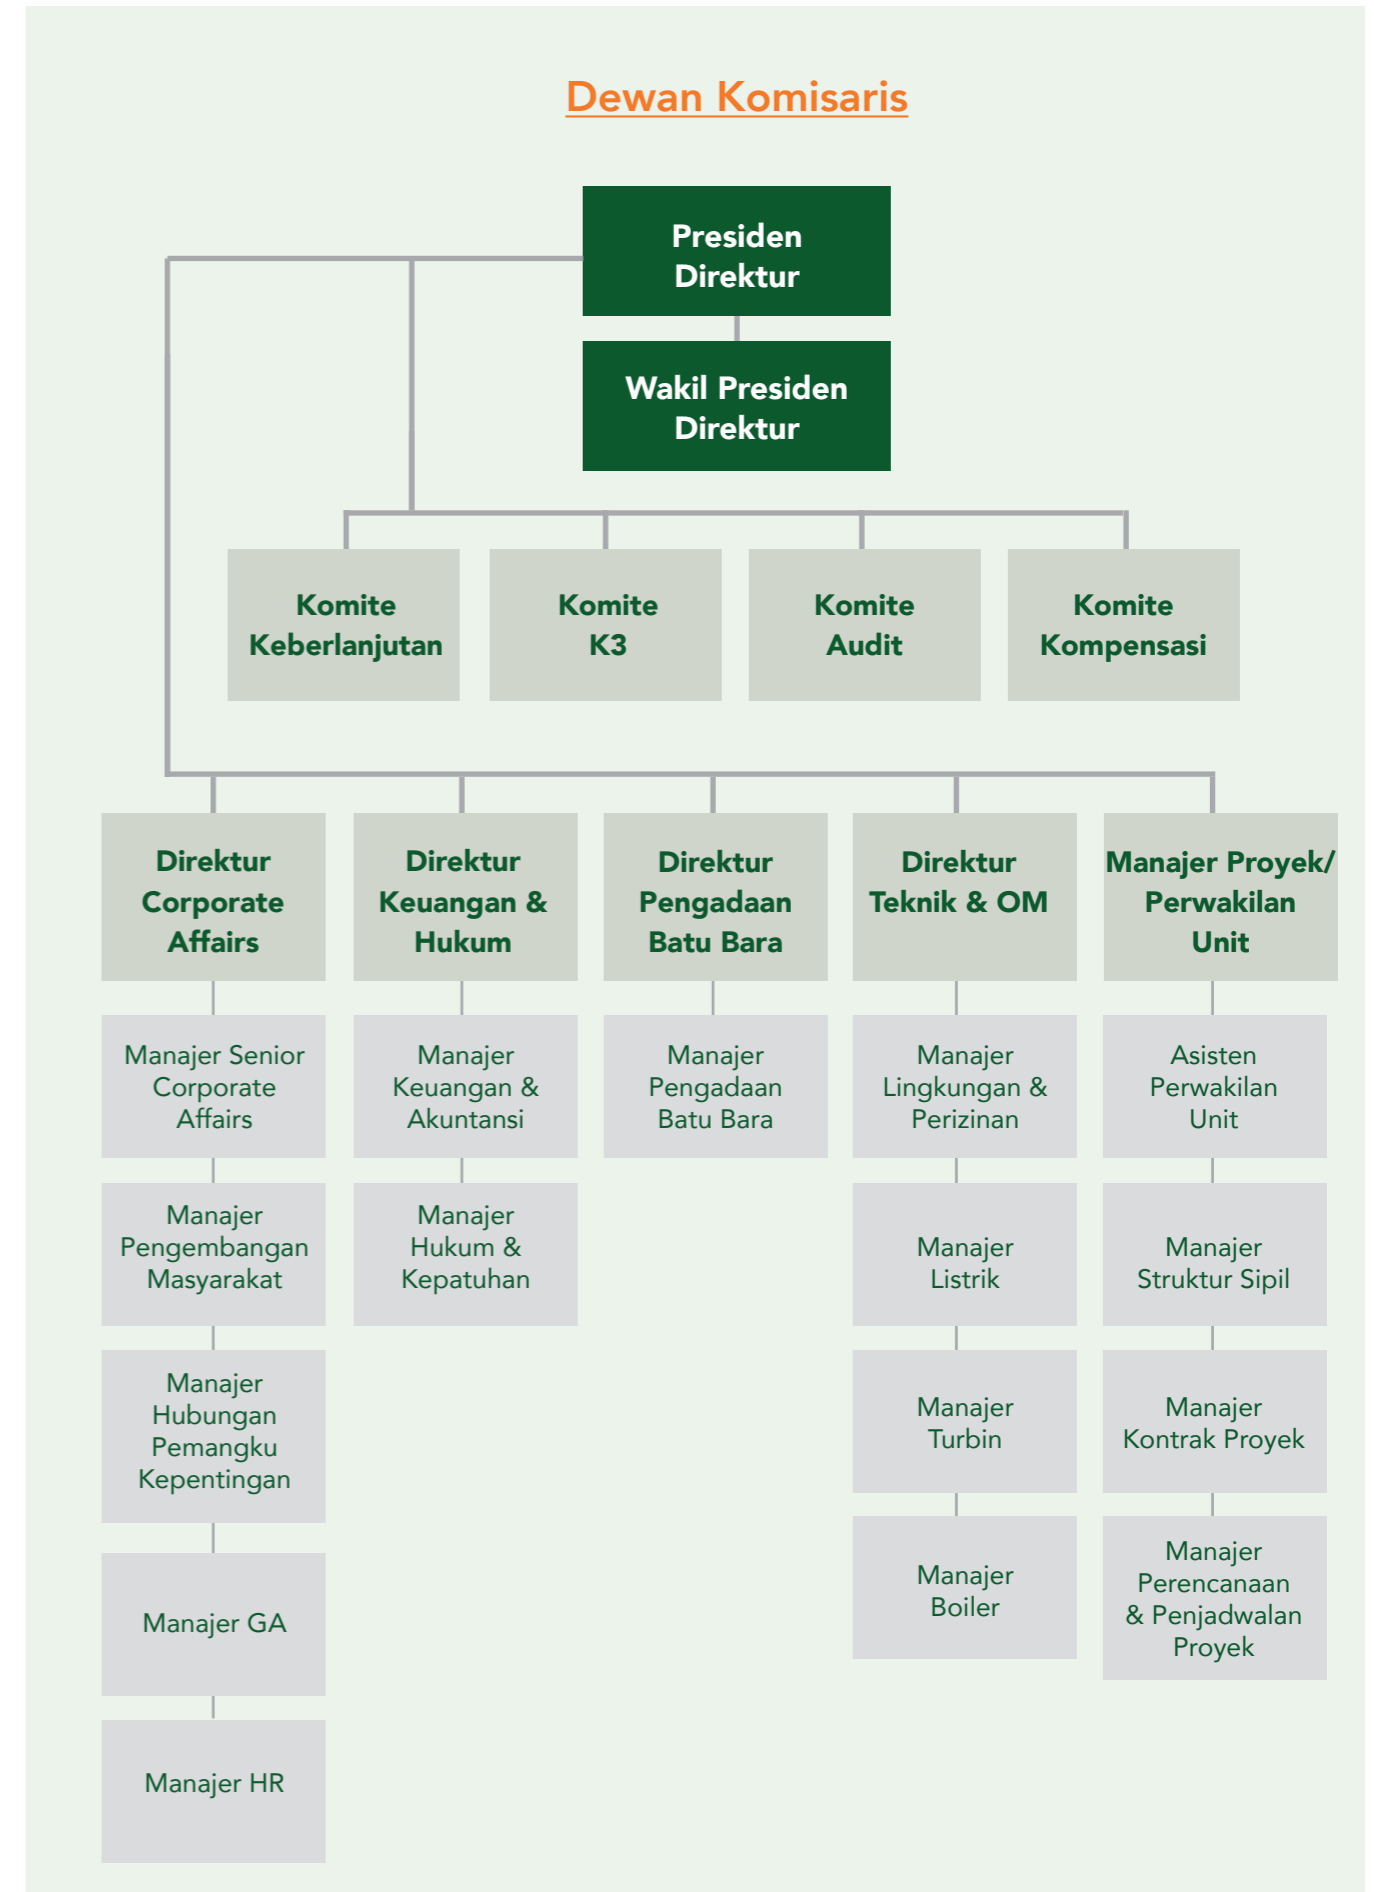 Dewan Komisaris
Presiden
Direktur
Wakil Presiden
Direktur
Komite
Keberlanjutan
Komite
K3
Komite
Audit
Komite
Kompensasi
Direktur
Corporate
Affairs
Direktur
Keuangan &
Hukum
Direktur
Pengadaan
Batu Bara
Direktur
Teknik & OM
Manajer Proyek/
Perwakilan
Unit
Manajer Senior
Corporate
Affairs
Manajer
Keuangan &
Akuntansi
Manajer
Pengadaan
Batu Bara
Manajer
Lingkungan &
Perizinan
Asisten
Perwakilan
Unit
Manajer
Pengembangan
Masyarakat
Manajer
Hukum &
Kepatuhan
Manajer
Listrik
Manajer
Struktur Sipil
Manajer
Hubungan
Pemangku
Kepentingan
Manajer
Turbin
Manajer
Kontrak Proyek
Manajer GA
Manajer
Boiler
Manajer
Perencanaan
& Penjadwalan
Proyek
Manajer HR